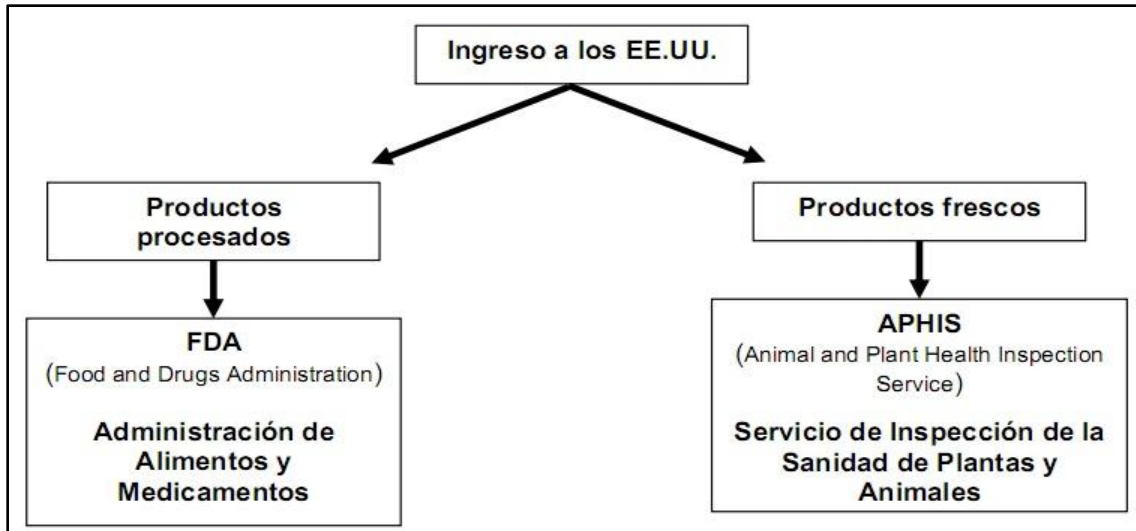 Ingreso a los EE.UU.
Productos
procesados
Productos frescos
FDA
(Food and Drugs Administration)
Administración de
Alimentos y
Medicamentos
APHIS
(Animal and Plant Health Inspection
Service)
Servicio de Inspección de la
Sanidad de Plantas y
Animales